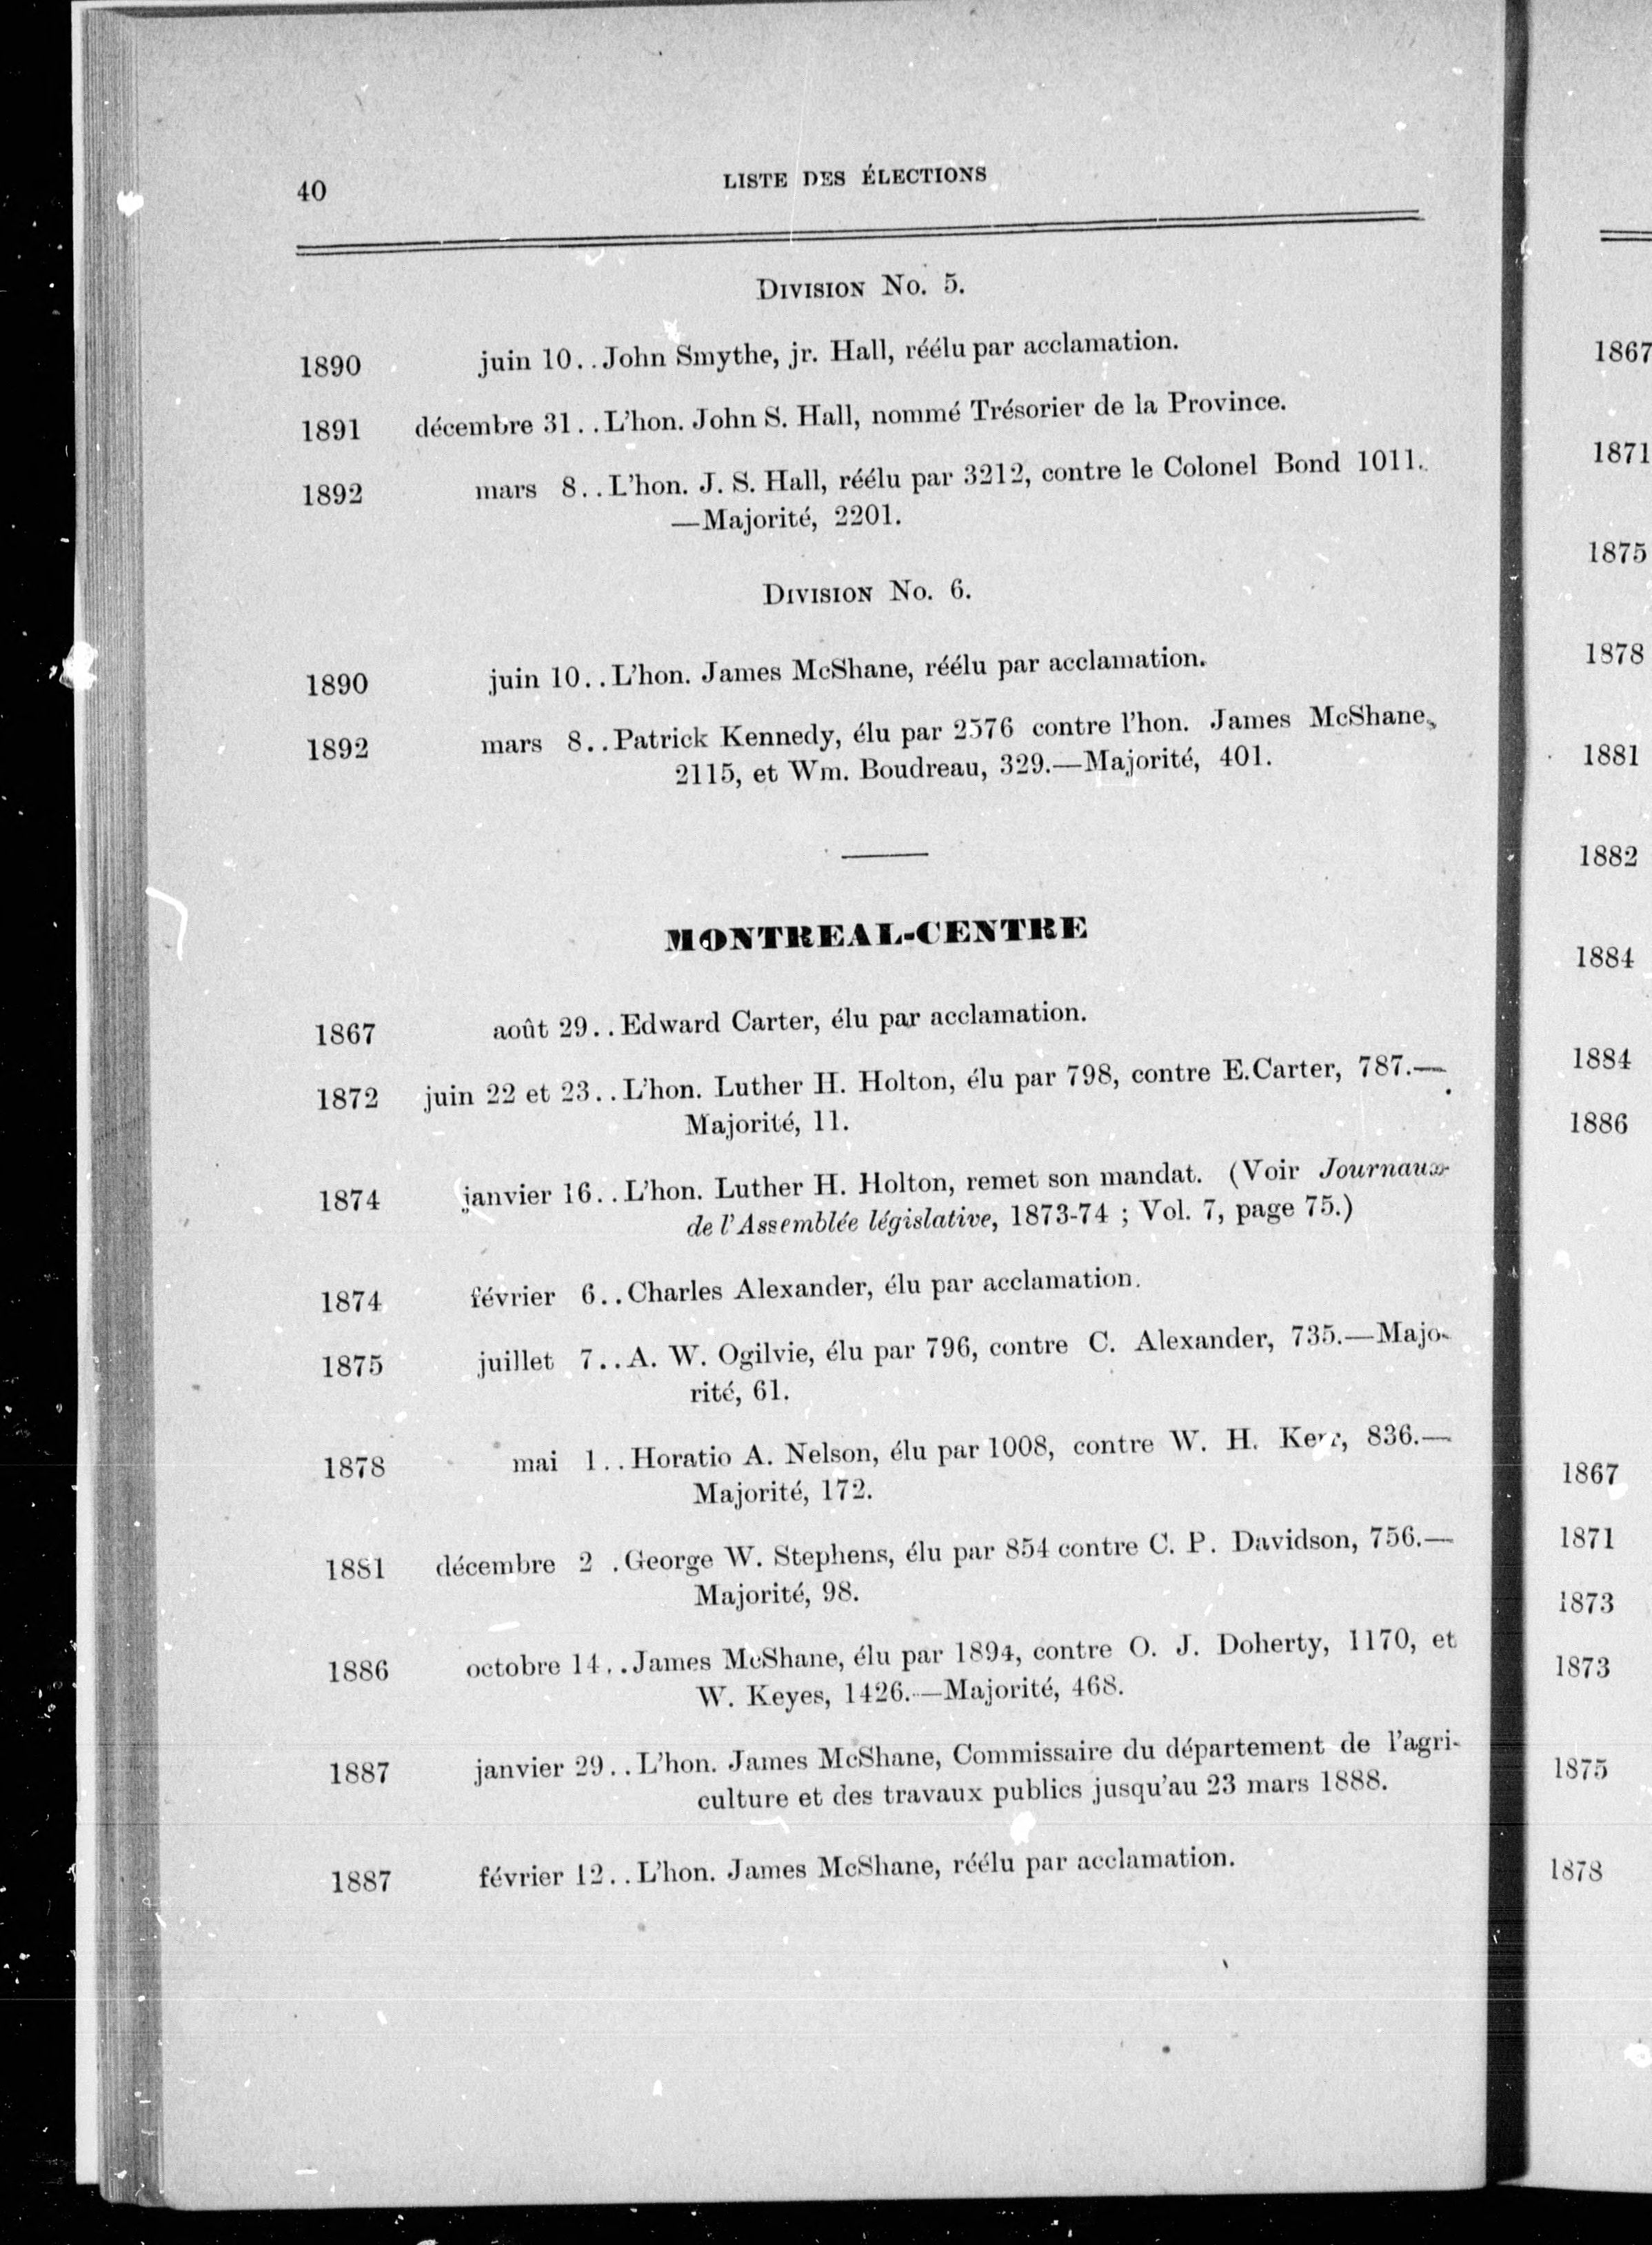 40 LISTE DES ÉLECTIONS
DIVISION No. 5.
1890 juin 10..John Smythe, jr. Hall, réélu par acclamation.
1891 décembre 31..L'hon. John S. Hall, nommé Trésorier de la Province.
1892 mars 8..L'hon. J. S. Hall, réélu par 3212, contre le Colonel Bond 1011.
—Majorité, 2201.
DIVISION No. 6.
1890 juin 10..L'hon. James McShane, réélu par acclamation.
1892 mars 8..Patrick Kennedy, élu par 2576 contre l'hon. James McShane,
2115, et Wm. Boudreau, 329.—Majorité, 401.
MONTREAL-CENTRE
1867 août 29..Edward Carter, élu par acclamation.
1872 juin 22 et 23..L'hon. Luther H. Holton, élu par 798, contre E.Carter, 787.—
Majorité, 11.
1874 janvier 16..L'hon. Luther H. Holton, remet son mandat. (Voir Journaux
de l'Assemblée législative, 1873-74 ; Vol. 7, page 75.)
1874 février 6..Charles Alexander, élu par acclamation.
1875 juillet 7..A. W. Ogilvie, élu par 796, contre C. Alexander, 735.—Majo-
rité, 61.
1878 mai 1..Horatio A. Nelson, élu par 1008, contre W. H. Kerr, 836.—
Majorité, 172.
1881 décembre 2 .George W. Stephens, élu par 854 contre C. P. Davidson, 756.—
Majorité, 98.
1886 octobre 14..James McShane, élu par 1894, contre O. J. Doherty, 1170, et
W. Keyes, 1426.—Majorité, 468.
1887 janvier 29..L'hon. James McShane, Commissaire du département de l'agri-
culture et des travaux publics jusqu'au 23 mars 1888.
1887 février 12..L'hon. James McShane, réélu par acclamation.
1867
1871
1875
1878
1881
1882
1884
1884
1886
1867
1871
1873
1873
1875
1878